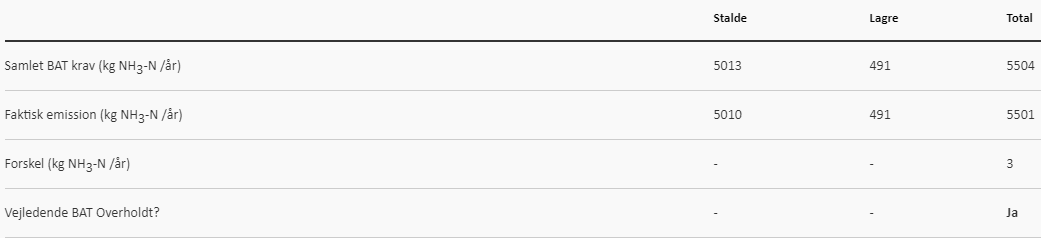 Stalde Lagre Total
Samlet BAT krav (kg NH3-N /år) 5013 491 5504
Faktisk emission (kg NH3-N /år) 5010 491 5501
Forskel (kg NH3-N /år) - - 3
Vejledende BAT Overholdt? - - Ja